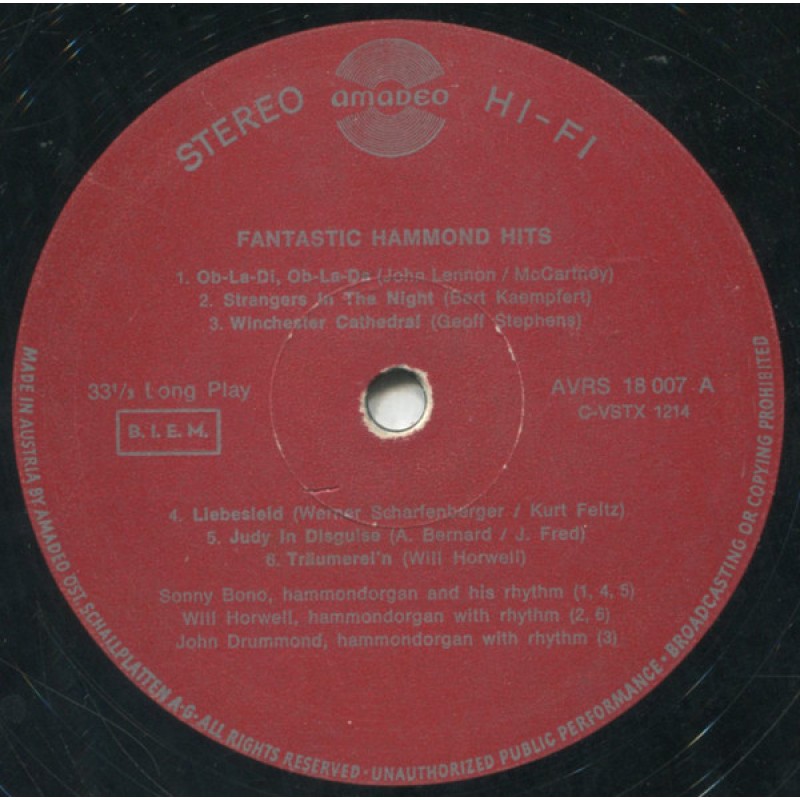 STEREO amadeo HI-FI
FANTASTIC HAMMOND HITS
1. Ob-La-Di, Ob-La-Da (John Lennon / McCartney)
2. Strangers In The Night (Bert Kaempfert)
3. Winchester Cathedral (Geoff Stephens)
33 1/3 Long Play
B. I. E. M.
AVRS 18 007 A
C-VSTX 1214
4. Liebesleid (Werner Scharfenberger / Kurt Feltz)
5. Judy In Disguise (A. Bernard / J. Fred)
6. Träumerei'n (Will Horwell)
Sonny Bono, hammondorgan and his rhythm (1, 4, 5)
Will Horwell, hammondorgan with rhythm (2, 6)
John Drummond, hammondorgan with rhythm (3)
MADE IN AUSTRIA BY AMADEO ÖST. SCHALLPLATTEN A·G·ALL RIGHTS RESERVED·UNAUTHORIZED PUBLIC PERFORMANCE·BROADCASTING OR COPYING PROHIBITED